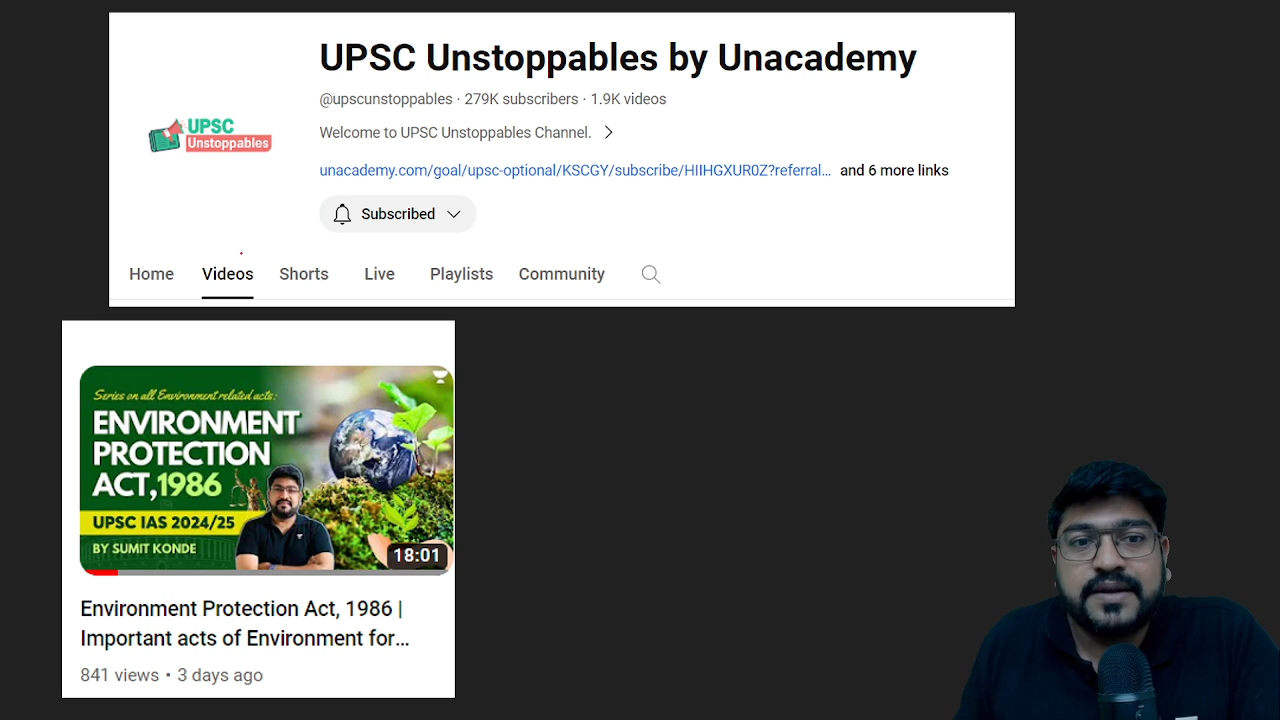 UPSC Unstoppables by Unacademy
@upscunstoppables · 279K subscribers · 1.9K videos
UPSC
Unstoppables
Welcome to UPSC Unstoppables Channel.
unacademy.com/goal/upsc-optional/KSCGY/subscribe/HIIHGXUR0Z?referral... and 6 more links
Subscribed
Home Videos Shorts Live Playlists Community
Series on all Environment related acts:
ENVIRONMENT
PROTECTION
ACT,1986
UPSC IAS 2024/25
BY SUMIT KONDE
18:01
Environment Protection Act, 1986 |
Important acts of Environment for...
841 views • 3 days ago